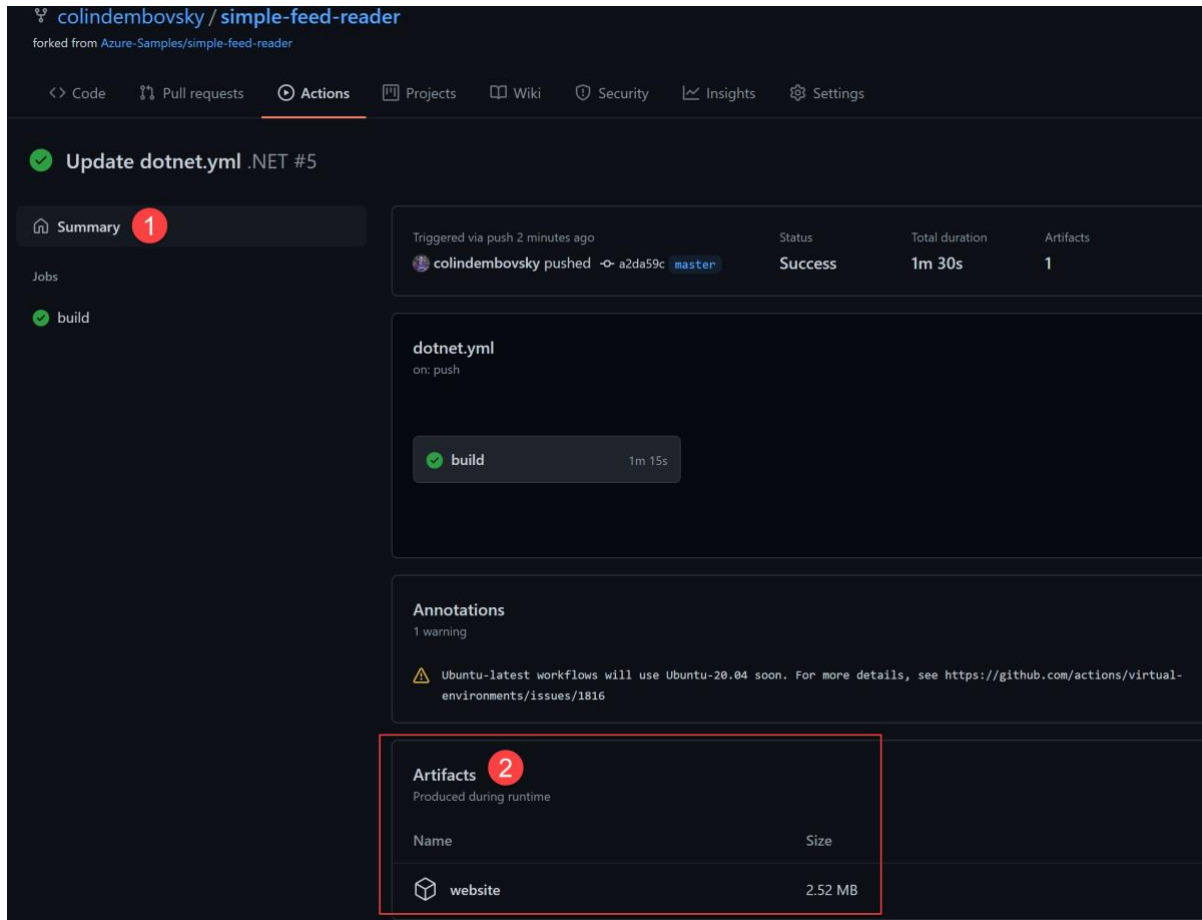 colindembovsky / simple-feed-reader
forked from Azure-Samples/simple-feed-reader
<> Code Pull requests Actions Projects Wiki Security Insights Settings
Update dotnet.yml .NET #5
Summary 1
Jobs
build
Triggered via push 2 minutes ago
colindembovsky pushed a2da59c master
Status
Success
Total duration
1m 30s
Artifacts
1
dotnet.yml
on: push
build 1m 15s
Annotations
1 warning
Ubuntu-latest workflows will use Ubuntu-20.04 soon. For more details, see https://github.com/actions/virtual-
environments/issues/1816
Artifacts 2
Produced during runtime
Name Size
website 2.52 MB